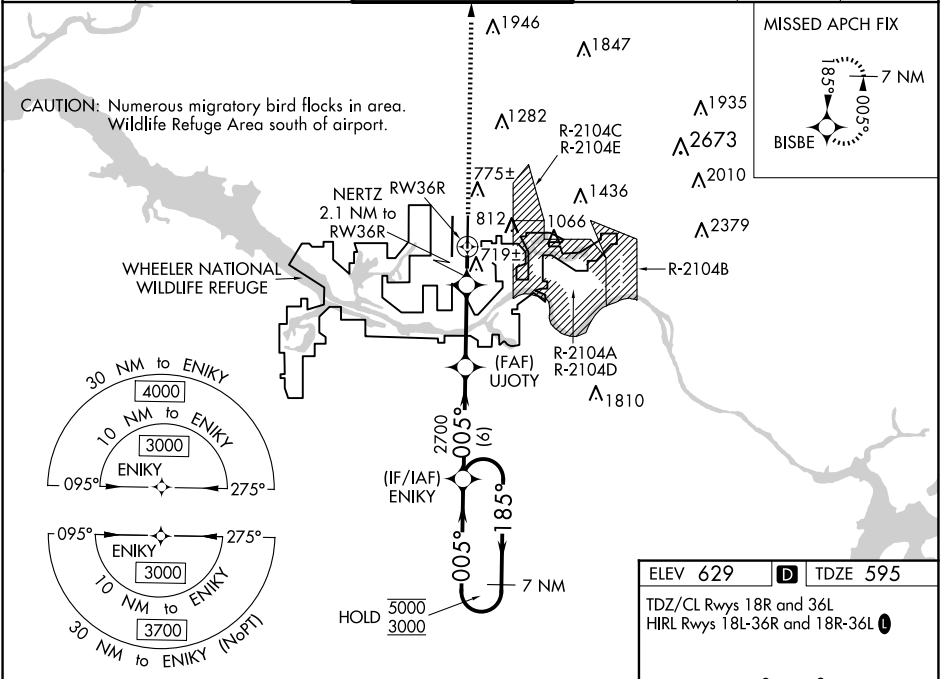 1946
1847
MISSED APCH FIX
185°
7 NM
005°
BISBE
CAUTION: Numerous migratory bird flocks in area.
Wildlife Refuge Area south of airport.
1282
1935
2673
2010
R-2104C
R-2104E
775±
1436
NERTZ
2.1 NM to
RW36R
RW36R
812
1066
2379
719±
R-2104B
WHEELER NATIONAL
WILDLIFE REFUGE
R-2104A
R-2104D
(FAF)
UJOTY
1810
30 NM to ENIKY
4000
10 NM to ENIKY
3000
ENIKY
095°
275°
2700
005°
(6)
(IF/IAF)
ENIKY
185°
005°
7 NM
HOLD 5000
3000
095°
275°
ENIKY
3000
10 NM to ENIKY
3700
30 NM to ENIKY (NoPT)
ELEV 629 D TDZE 595
TDZ/CL Rwys 18R and 36L
HIRL Rwys 18L-36R and 18R-36L L